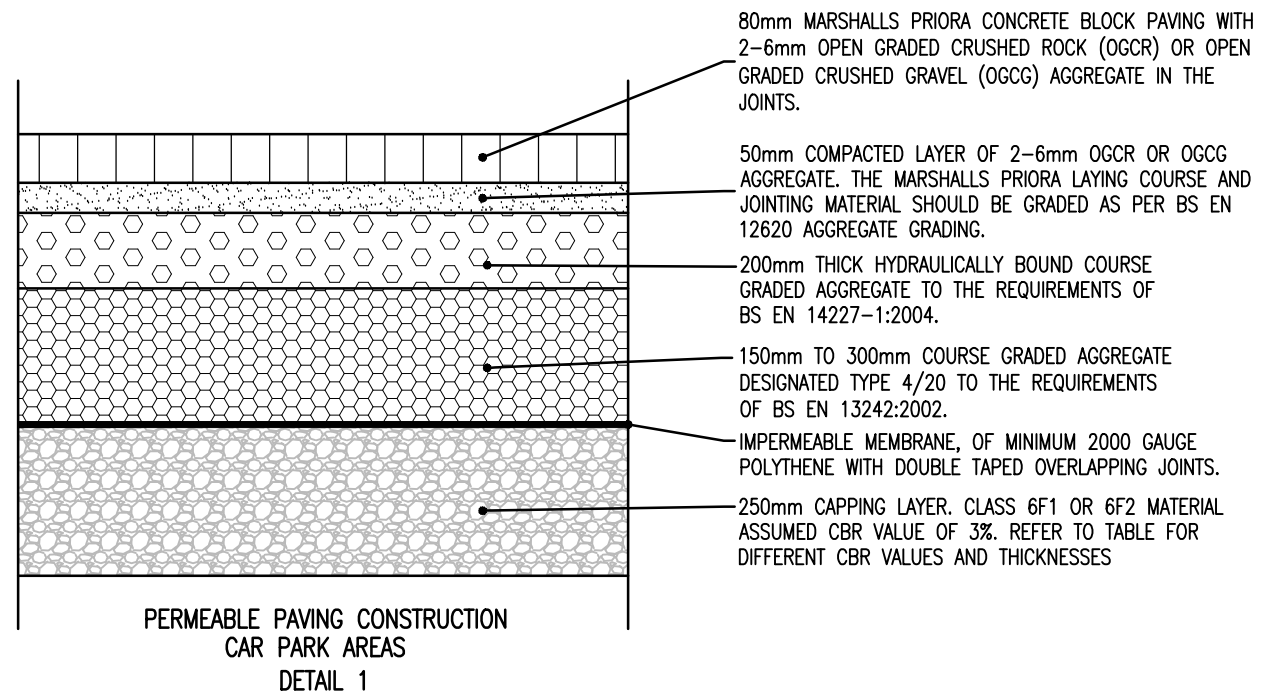 80mm MARSHALLS PRIORA CONCRETE BLOCK PAVING WITH
2-6mm OPEN GRADED CRUSHED ROCK (OGCR) OR OPEN
GRADED CRUSHED GRAVEL (OGCG) AGGREGATE IN THE
JOINTS.
50mm COMPACTED LAYER OF 2-6mm OGCR OR OGCG
AGGREGATE. THE MARSHALLS PRIORA LAYING COURSE AND
JOINTING MATERIAL SHOULD BE GRADED AS PER BS EN
12620 AGGREGATE GRADING.
200mm THICK HYDRAULICALLY BOUND COURSE
GRADED AGGREGATE TO THE REQUIREMENTS OF
BS EN 14227-1:2004.
150mm TO 300mm COURSE GRADED AGGREGATE
DESIGNATED TYPE 4/20 TO THE REQUIREMENTS
OF BS EN 13242:2002.
IMPERMEABLE MEMBRANE, OF MINIMUM 2000 GAUGE
POLYTHENE WITH DOUBLE TAPED OVERLAPPING JOINTS.
250mm CAPPING LAYER. CLASS 6F1 OR 6F2 MATERIAL
ASSUMED CBR VALUE OF 3%. REFER TO TABLE FOR
DIFFERENT CBR VALUES AND THICKNESSES
PERMEABLE PAVING CONSTRUCTION
CAR PARK AREAS
DETAIL 1